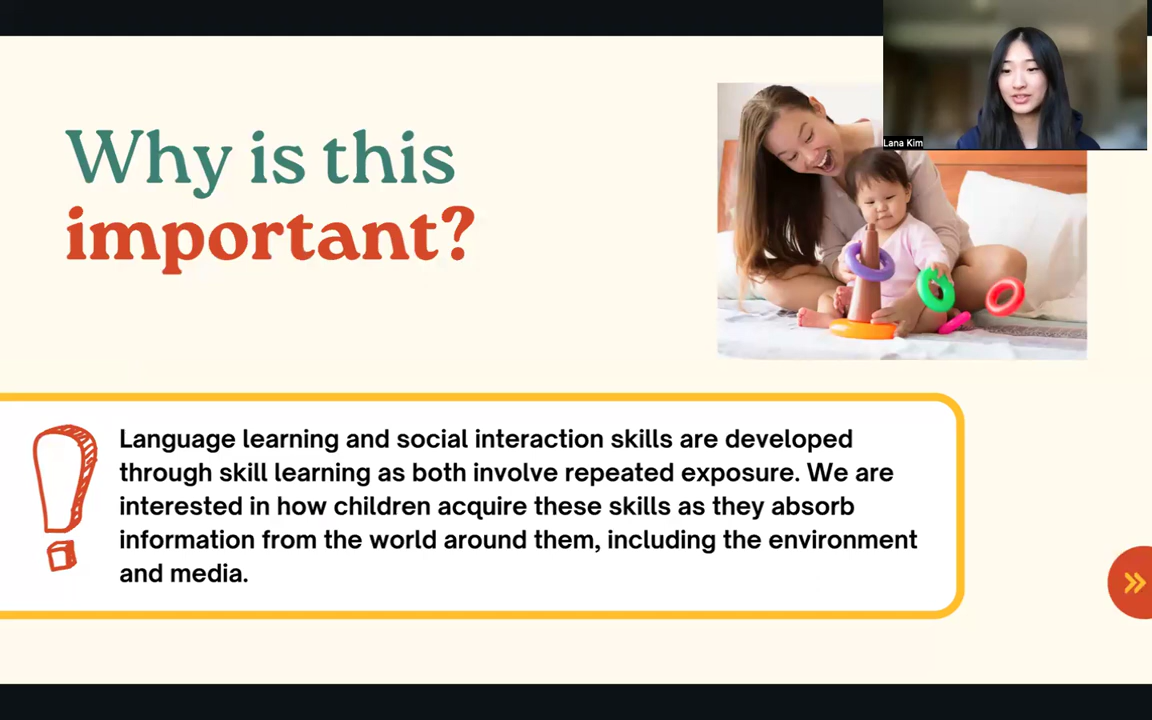 Why is this
important?
Lana Kim
Language learning and social interaction skills are developed
through skill learning as both involve repeated exposure. We are
interested in how children acquire these skills as they absorb
information from the world around them, including the environment
and media.